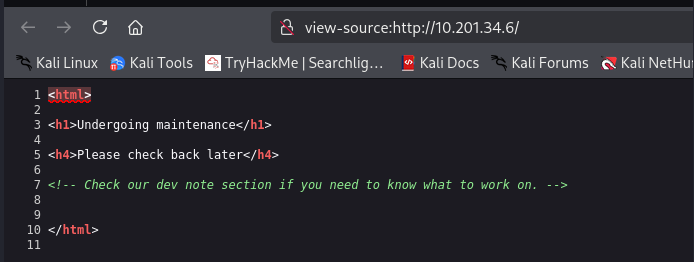 view-source:http://10.201.34.6/
Kali Linux Kali Tools TryHackMe | Searchlig... Kali Docs Kali Forums Kali NetHu
1 <html>
2
3 <h1>Undergoing maintenance</h1>
4
5 <h4>Please check back later</h4>
6
7 <!-- Check our dev note section if you need to know what to work on. -->
8
9
10 </html>
11